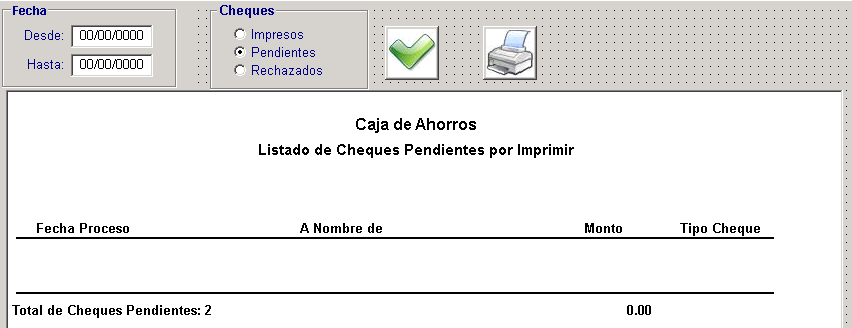 Fecha
Desde: 00/00/0000
Hasta: 00/00/0000
Cheques
Impresos
Pendientes
Rechazados
Caja de Ahorros
Listado de Cheques Pendientes por Imprimir
Fecha Proceso A Nombre de Monto Tipo Cheque
Total de Cheques Pendientes: 2 0.00